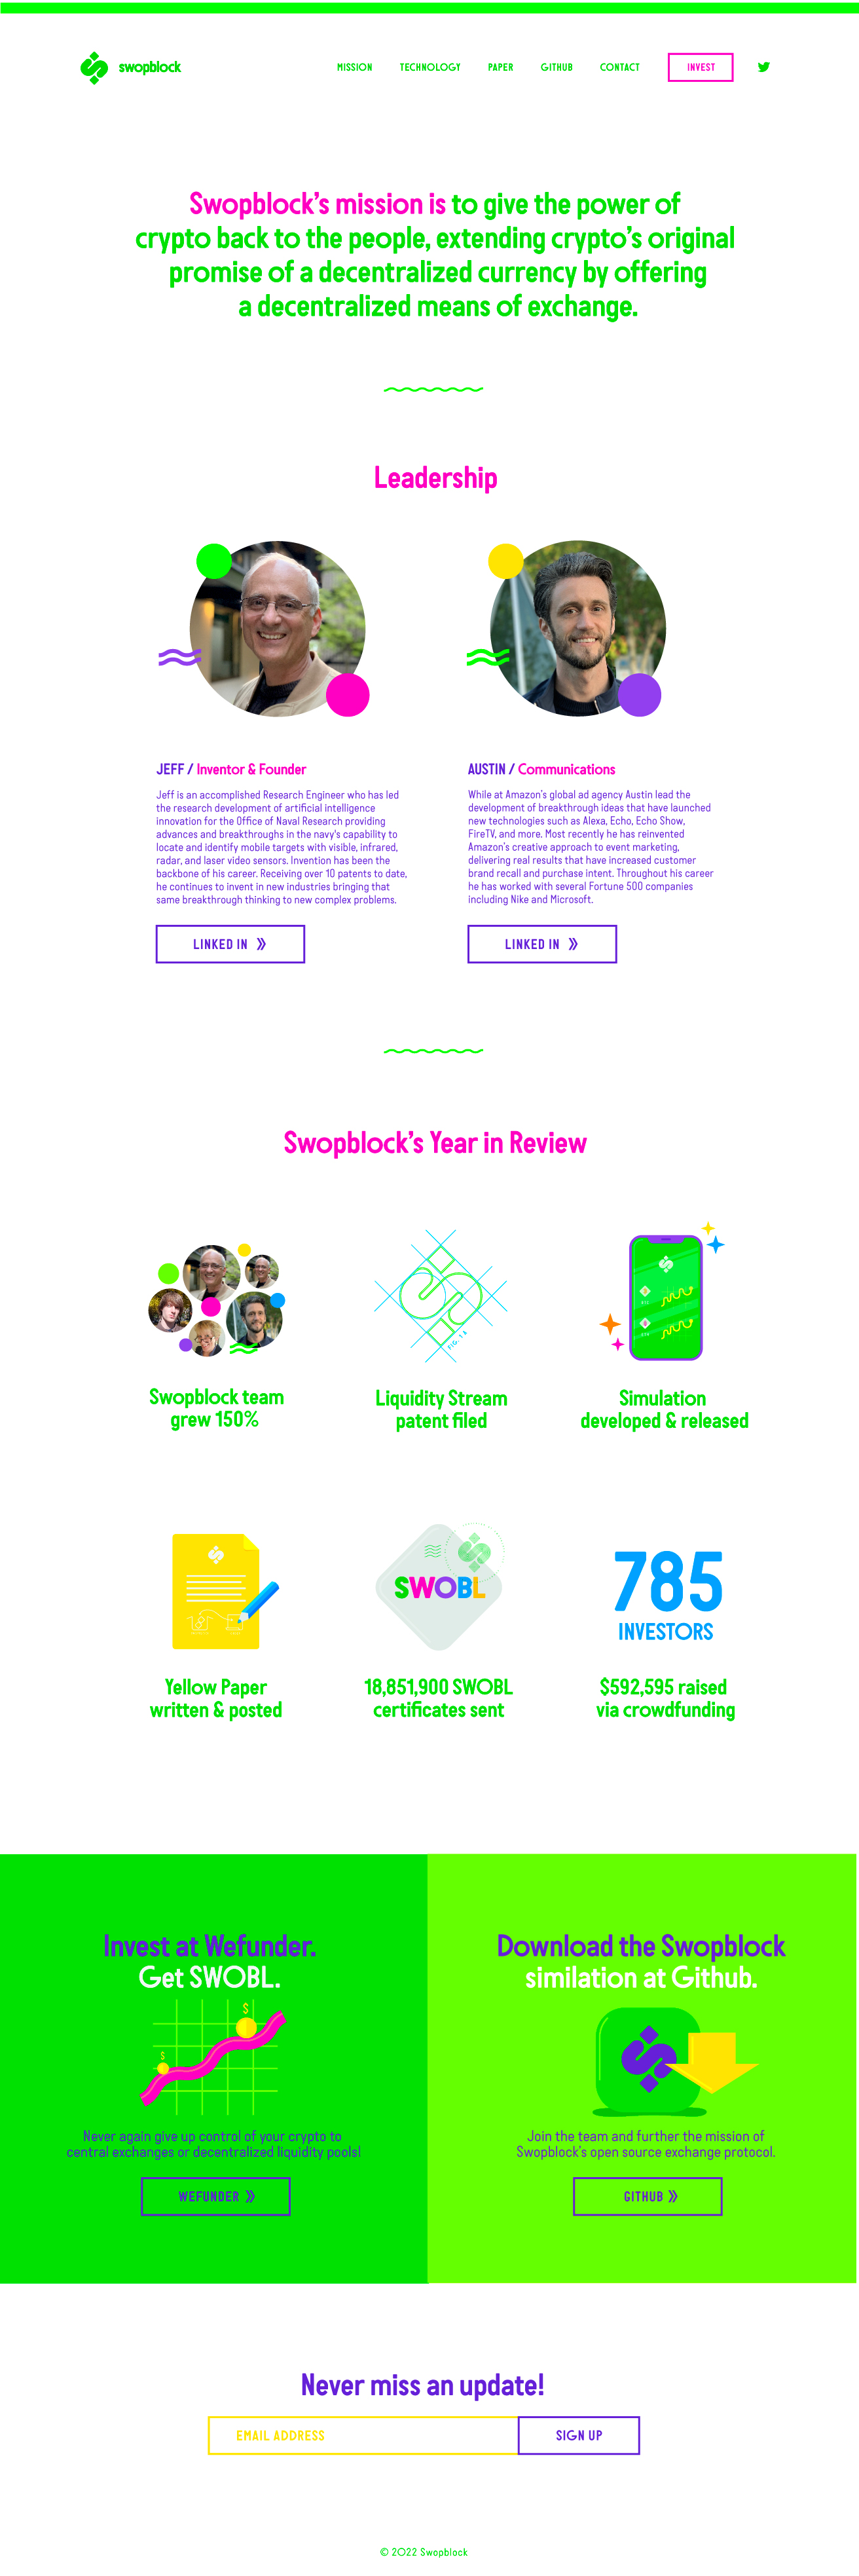 swopblock
MISSION TECHNOLOGY PAPER GITHUB CONTACT INVEST
Swopblock's mission is to give the power of
crypto back to the people, extending crypto's original
promise of a decentralized currency by offering
a decentralized means of exchange.
Leadership
JEFF / Inventor & Founder
Jeff is an accomplished Research Engineer who has led
the research development of artificial intelligence
innovation for the Office of Naval Research providing
advances and breakthroughs in the navy's capability to
locate and identify mobile targets with visible, infrared,
radar, and laser video sensors. Invention has been the
backbone of his career. Receiving over 10 patents to date,
he continues to invent in new industries bringing that
same breakthrough thinking to new complex problems.
LINKED IN »
AUSTIN / Communications
While at Amazon's global ad agency Austin lead the
development of breakthrough ideas that have launched
new technologies such as Alexa, Echo, Echo Show,
FireTV, and more. Most recently he has reinvented
Amazon's creative approach to event marketing,
delivering real results that have increased customer
brand recall and purchase intent. Throughout his career
he has worked with several Fortune 500 companies
including Nike and Microsoft.
LINKED IN »
Swopblock's Year in Review
Swopblock team
grew 150%
FIG. 1 A
Liquidity Stream
patent filed
Simulation
developed & released
Yellow Paper
written & posted
SWOBL
18,851,900 SWOBL
certificates sent
785
INVESTORS
$592,595 raised
via crowdfunding
Invest at Wefunder.
Get SWOBL.
$
$
Never again give up control of your crypto to
central exchanges or decentralized liquidity pools!
WEFUNDER »
Download the Swopblock
similation at Github.
Join the team and further the mission of
Swopblock's open source exchange protocol.
GITHUB »
Never miss an update!
EMAIL ADDRESS
SIGN UP
© 2022 Swopblock